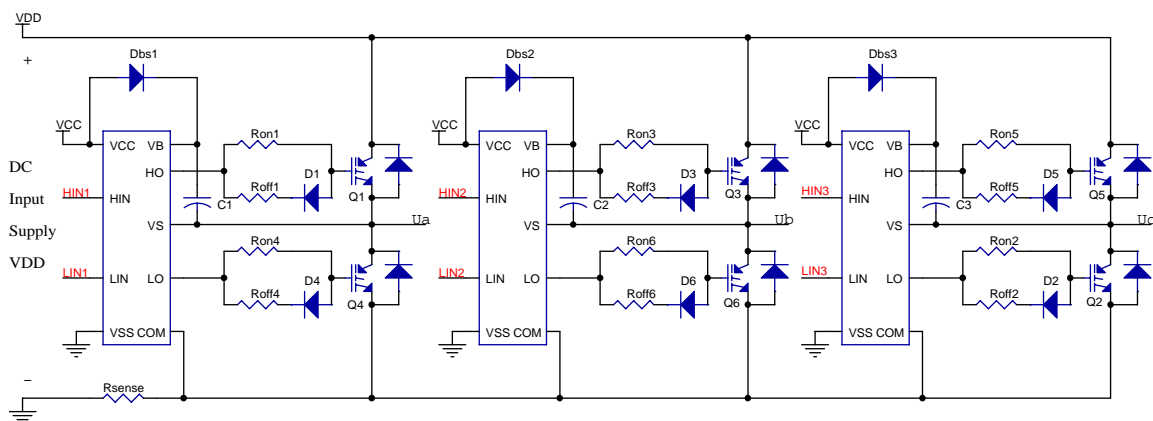 VDD
+
Dbs1
Dbs2
Dbs3
VCC
VCC
VCC
VCC VB
HO
HIN
VS
LIN
LO
VSS COM
VCC VB
HO
HIN
VS
LIN
LO
VSS COM
VCC VB
HO
HIN
VS
LIN
LO
VSS COM
Ron1
Roff1
D1
Q1
C1
Ron3
Roff3
D3
Q3
C2
Ron5
Roff5
D5
Q5
C3
DC
Input
Supply
VDD
HIN1
HIN2
HIN3
Ua
Ub
Uc
LIN1
LIN2
LIN3
Ron4
Roff4
D4
Q4
Ron6
Roff6
D6
Q6
Ron2
Roff2
D2
Q2
−
Rsense